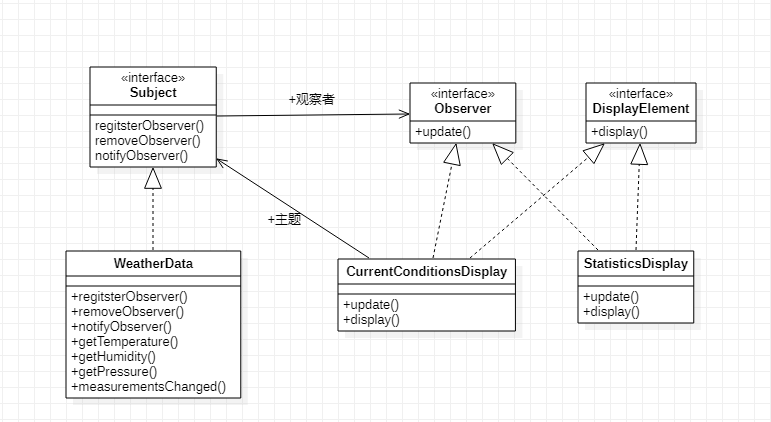 «interface»
Subject
regitsterObserver()
removeObserver()
notifyObserver()
+观察者
«interface»
Observer
+update()
«interface»
DisplayElement
+display()
+主题
WeatherData
+regitsterObserver()
+removeObserver()
+notifyObserver()
+getTemperature()
+getHumidity()
+getPressure()
+measurementsChanged()
CurrentConditionsDisplay
+update()
+display()
StatisticsDisplay
+update()
+display()